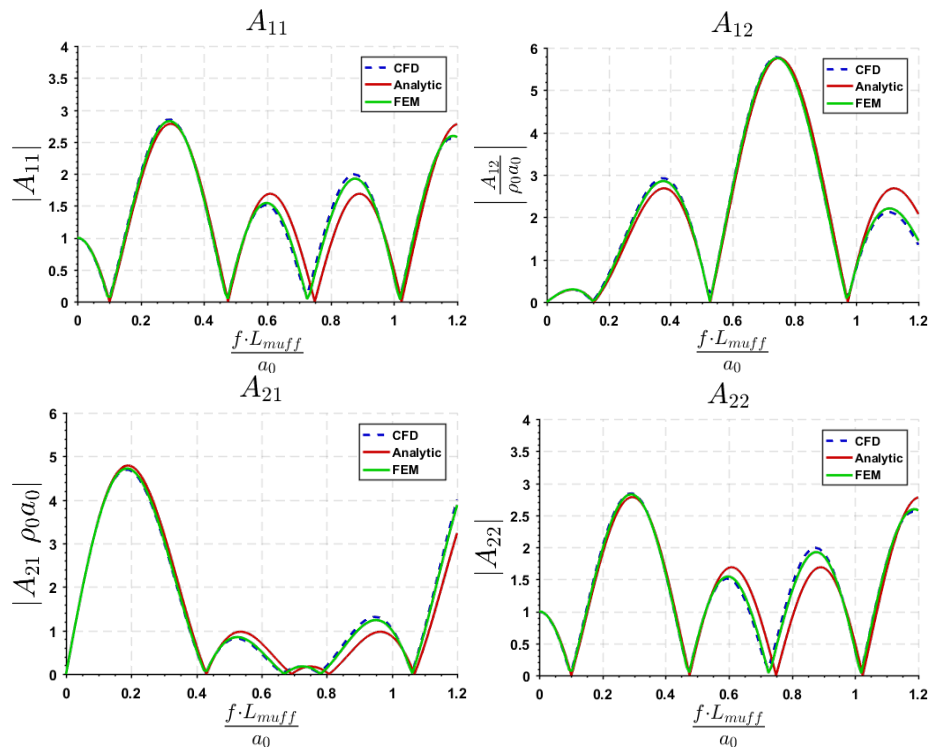 A₁₁
4
3.5
3
2.5
2
1.5
1
0.5
0
|A₁₁|
CFD
Analytic
FEM
0 0.2 0.4 0.6 0.8 1 1.2
f·L_muff / a₀
A₁₂
6
5
4
3
2
1
0
|A₁₂ / ρ₀a₀|
CFD
Analytic
FEM
0 0.2 0.4 0.6 0.8 1 1.2
f·L_muff / a₀
A₂₁
6
5
4
3
2
1
0
|A₂₁ ρ₀a₀|
CFD
Analytic
FEM
0 0.2 0.4 0.6 0.8 1 1.2
f·L_muff / a₀
A₂₂
4
3.5
3
2.5
2
1.5
1
0.5
0
|A₂₂|
CFD
Analytic
FEM
0 0.2 0.4 0.6 0.8 1 1.2
f·L_muff / a₀